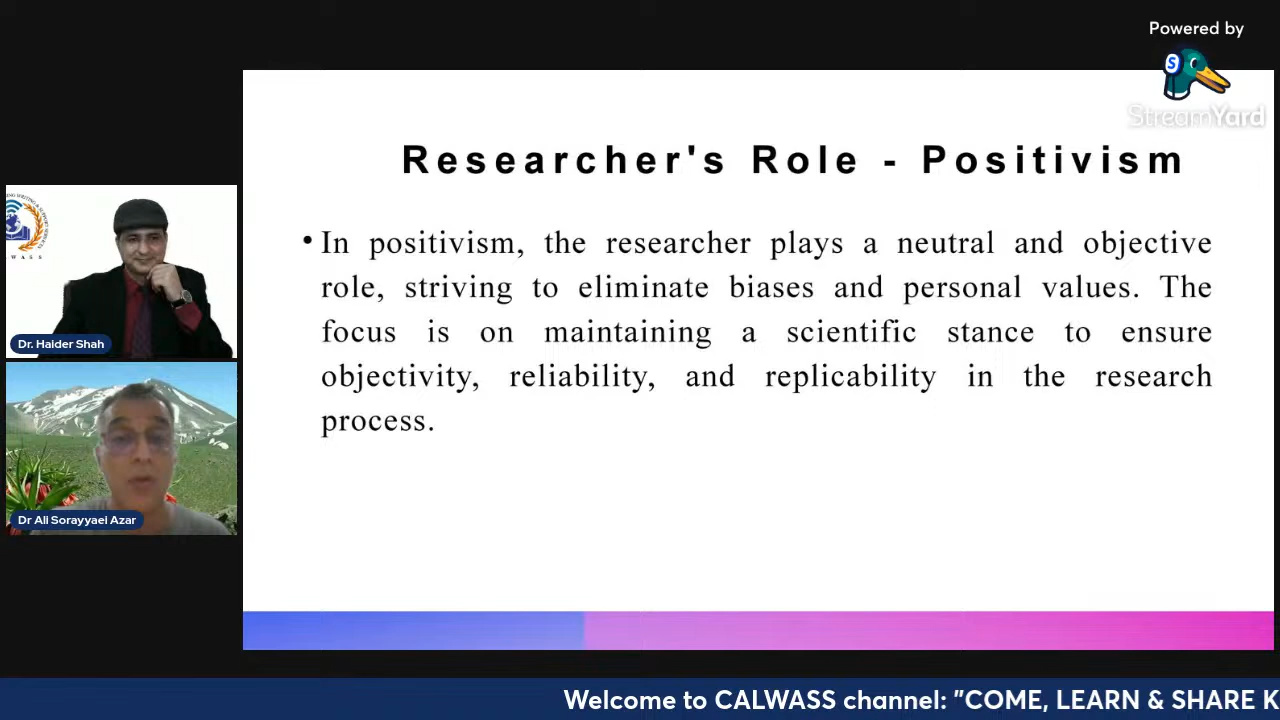 Powered by
StreamYard
Researcher's Role - Positivism
• In positivism, the researcher plays a neutral and objective
role, striving to eliminate biases and personal values. The
focus is on maintaining a scientific stance to ensure
objectivity, reliability, and replicability in the research
process.
Dr. Haider Shah
Dr Ali Sorayyaei Azar
Welcome to CALWASS channel: "COME, LEARN & SHARE K